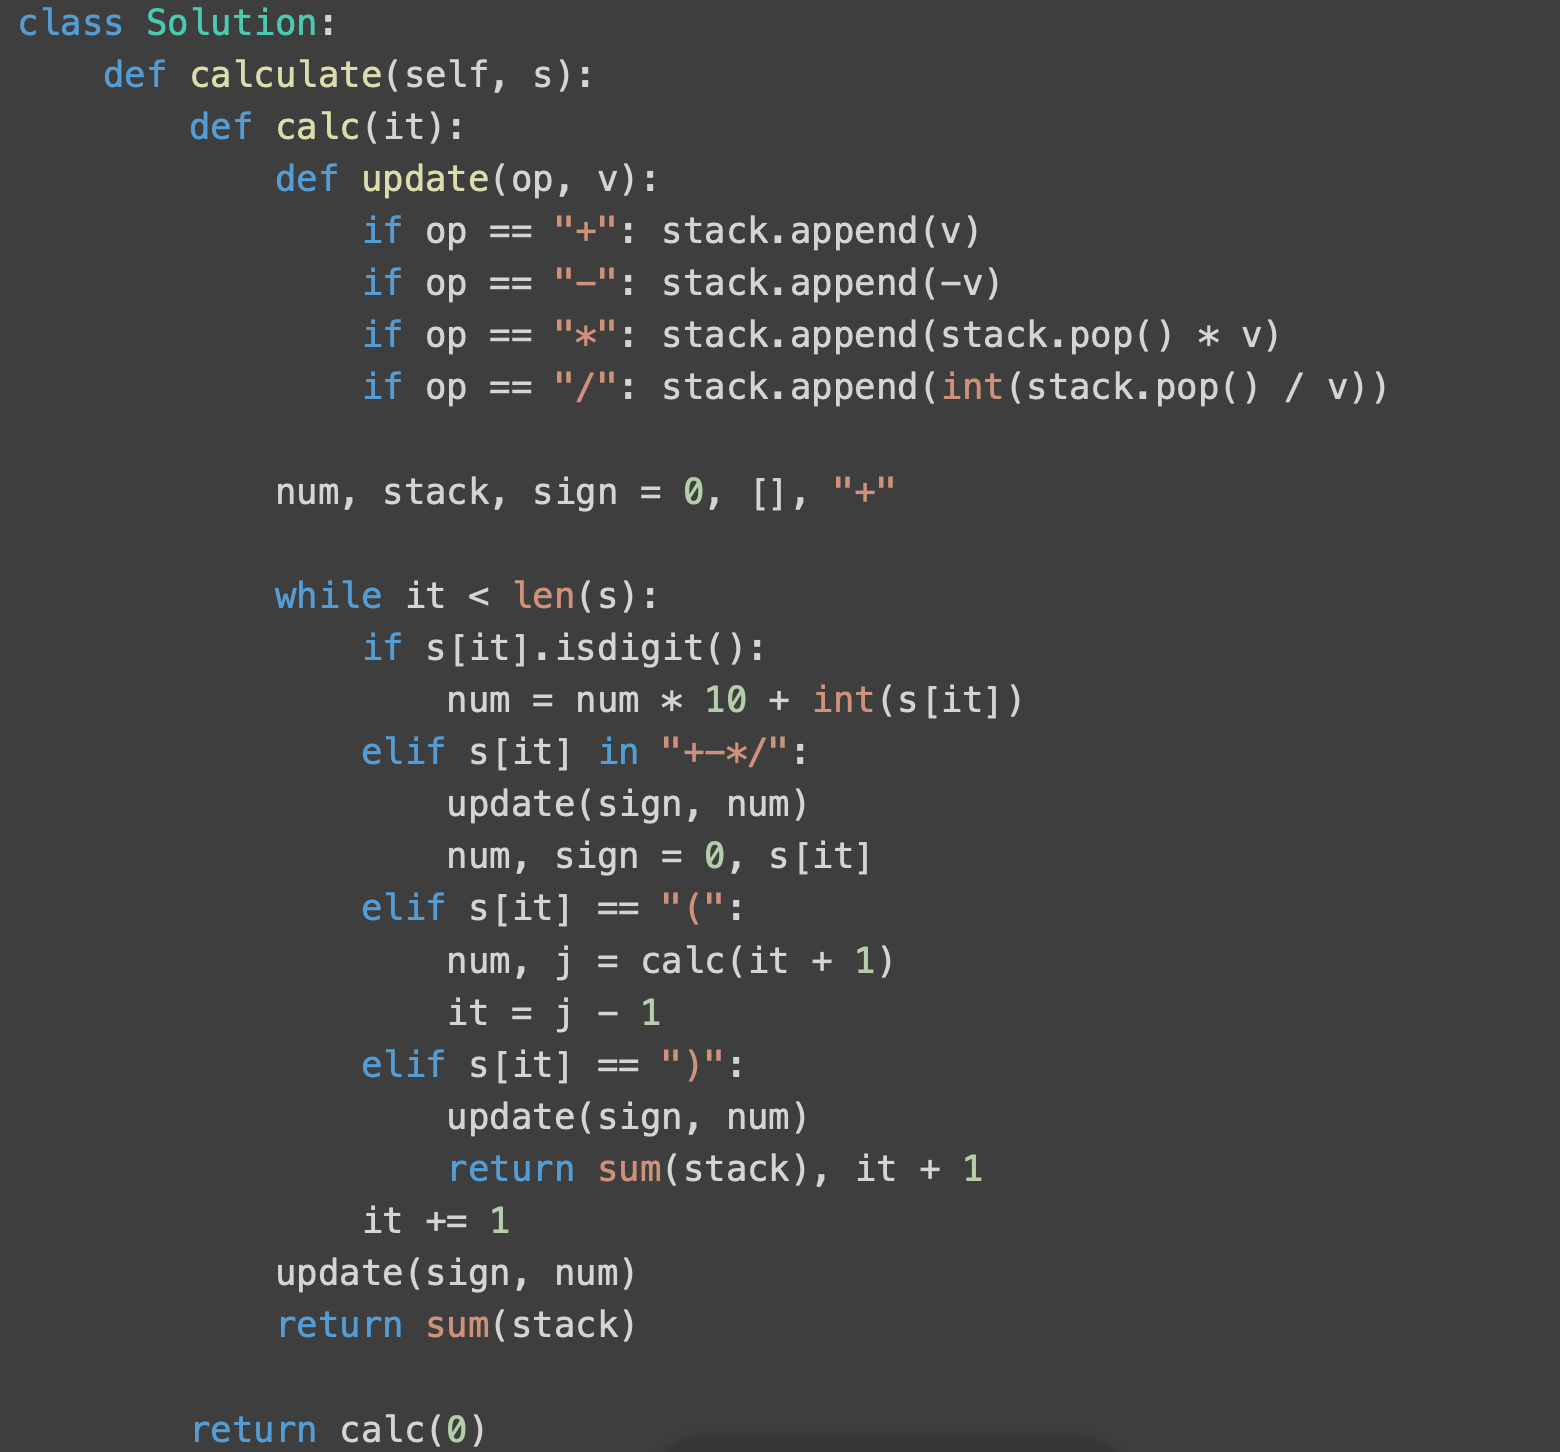 class Solution:
    def calculate(self, s):
        def calc(it):
            def update(op, v):
                if op == "+": stack.append(v)
                if op == "-": stack.append(-v)
                if op == "*": stack.append(stack.pop() * v)
                if op == "/": stack.append(int(stack.pop() / v))

            num, stack, sign = 0, [], "+"

            while it < len(s):
                if s[it].isdigit():
                    num = num * 10 + int(s[it])
                elif s[it] in "+-*/":
                    update(sign, num)
                    num, sign = 0, s[it]
                elif s[it] == "(":
                    num, j = calc(it + 1)
                    it = j - 1
                elif s[it] == ")":
                    update(sign, num)
                    return sum(stack), it + 1
                it += 1
            update(sign, num)
            return sum(stack)

        return calc(0)